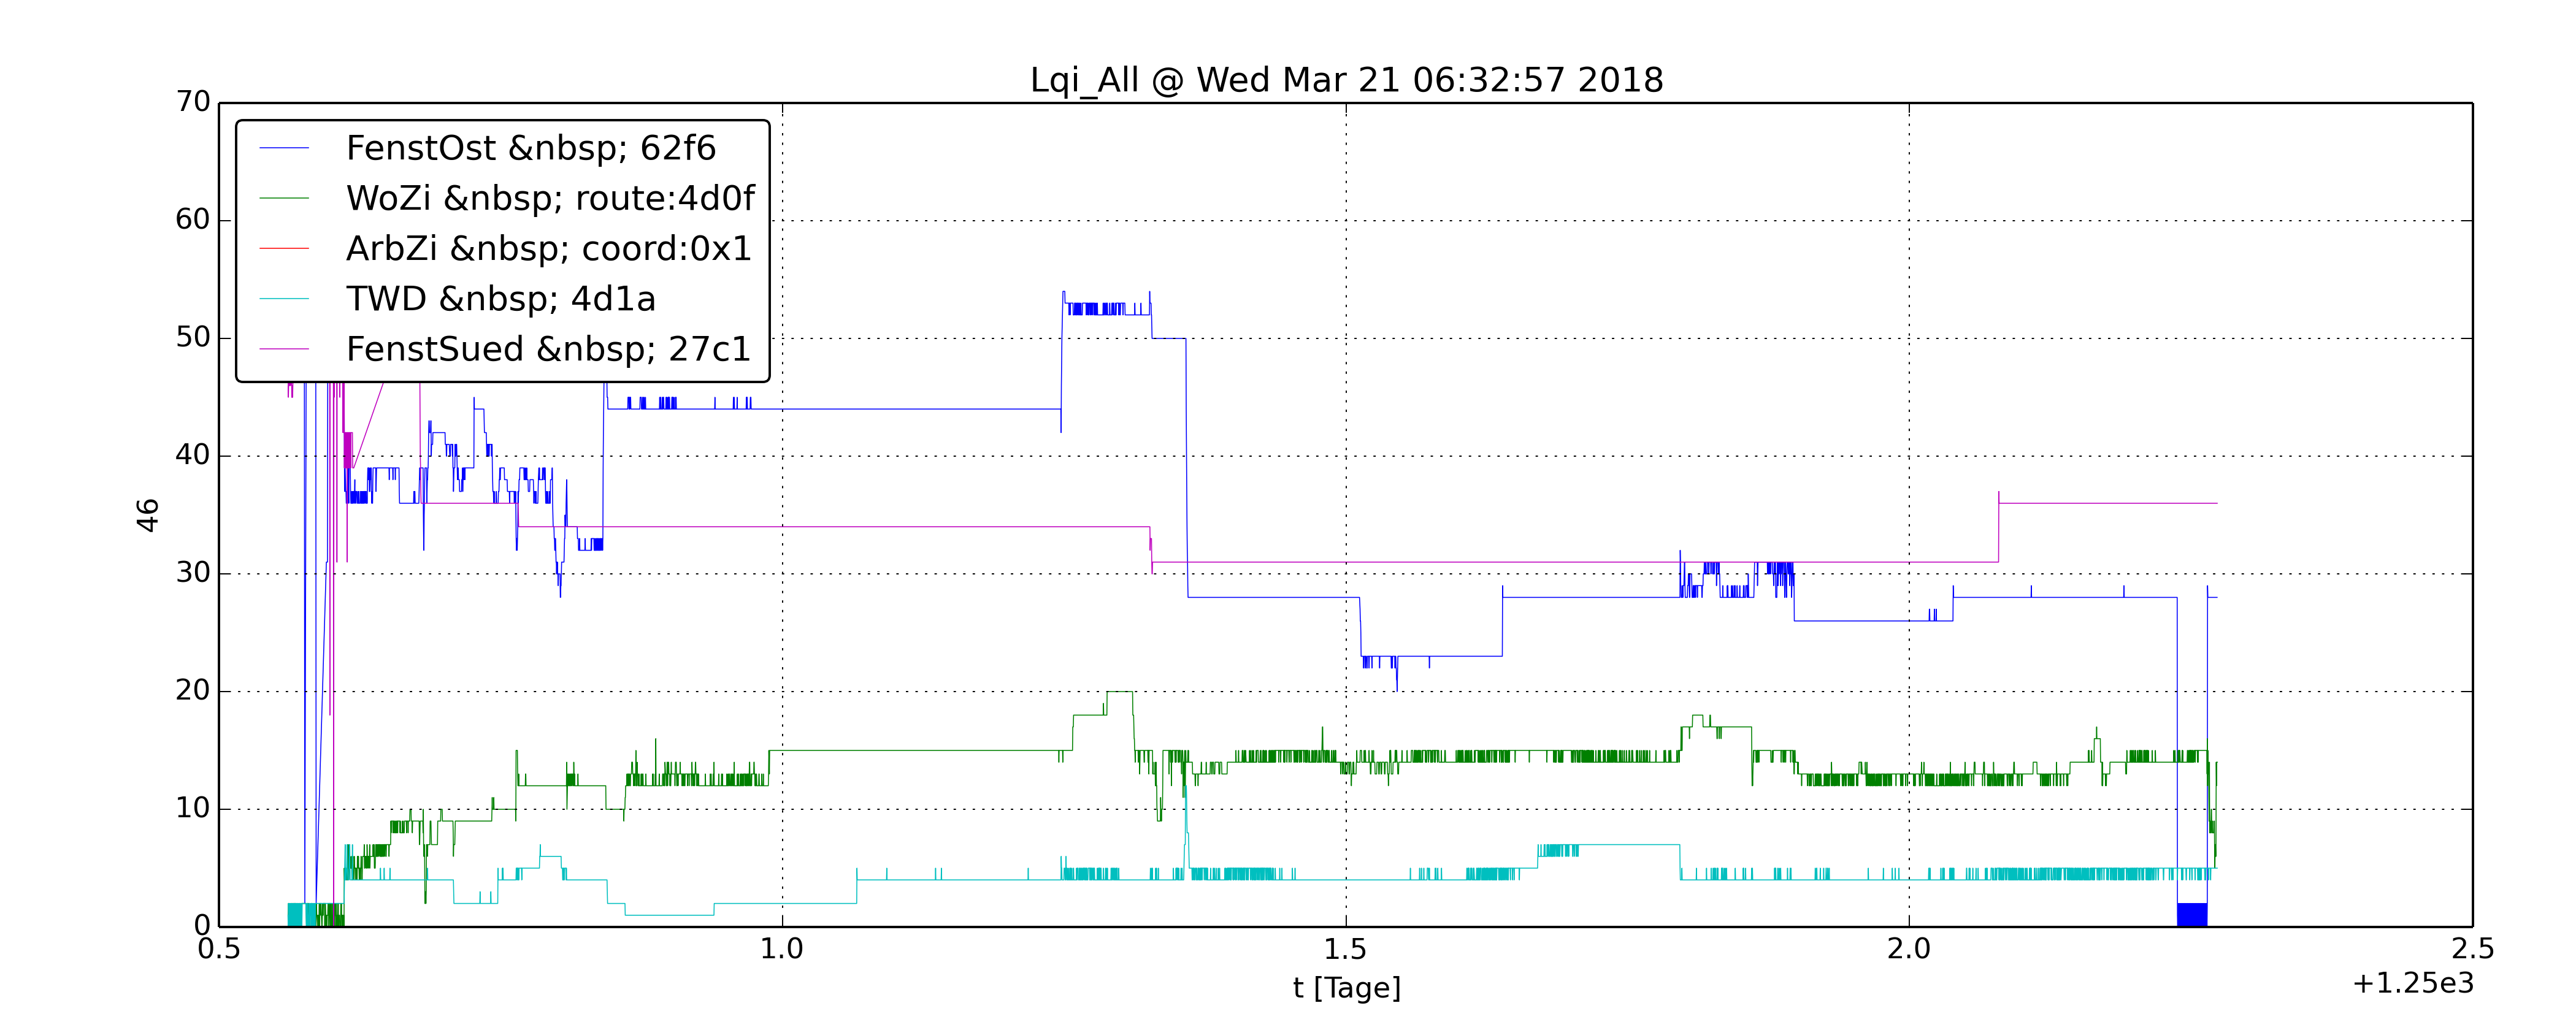 Lqi_All @ Wed Mar 21 06:32:57 2018
70
60
50
40
30
20
10
0
46
FenstOst &nbsp; 62f6
WoZi &nbsp; route:4d0f
ArbZi &nbsp; coord:0x1
TWD &nbsp; 4d1a
FenstSued &nbsp; 27c1
0.5 1.0 1.5 2.0 2.5
t [Tage]
+1.25e3